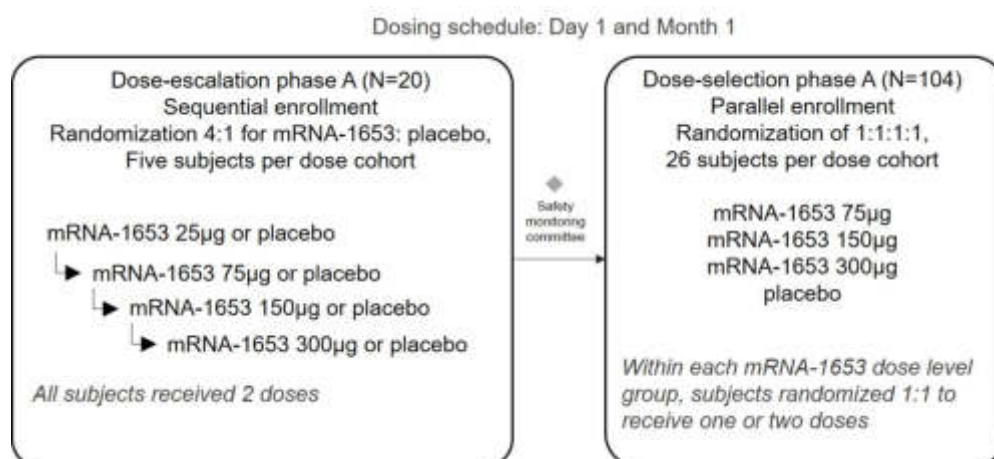 Dosing schedule: Day 1 and Month 1
Dose-escalation phase A (N=20)
Sequential enrollment
Randomization 4:1 for mRNA-1653: placebo,
Five subjects per dose cohort
mRNA-1653 25µg or placebo
mRNA-1653 75µg or placebo
mRNA-1653 150µg or placebo
mRNA-1653 300µg or placebo
All subjects received 2 doses
Safety
monitoring
committee
Dose-selection phase A (N=104)
Parallel enrollment
Randomization of 1:1:1:1,
26 subjects per dose cohort
mRNA-1653 75µg
mRNA-1653 150µg
mRNA-1653 300µg
placebo
Within each mRNA-1653 dose level
group, subjects randomized 1:1 to
receive one or two doses